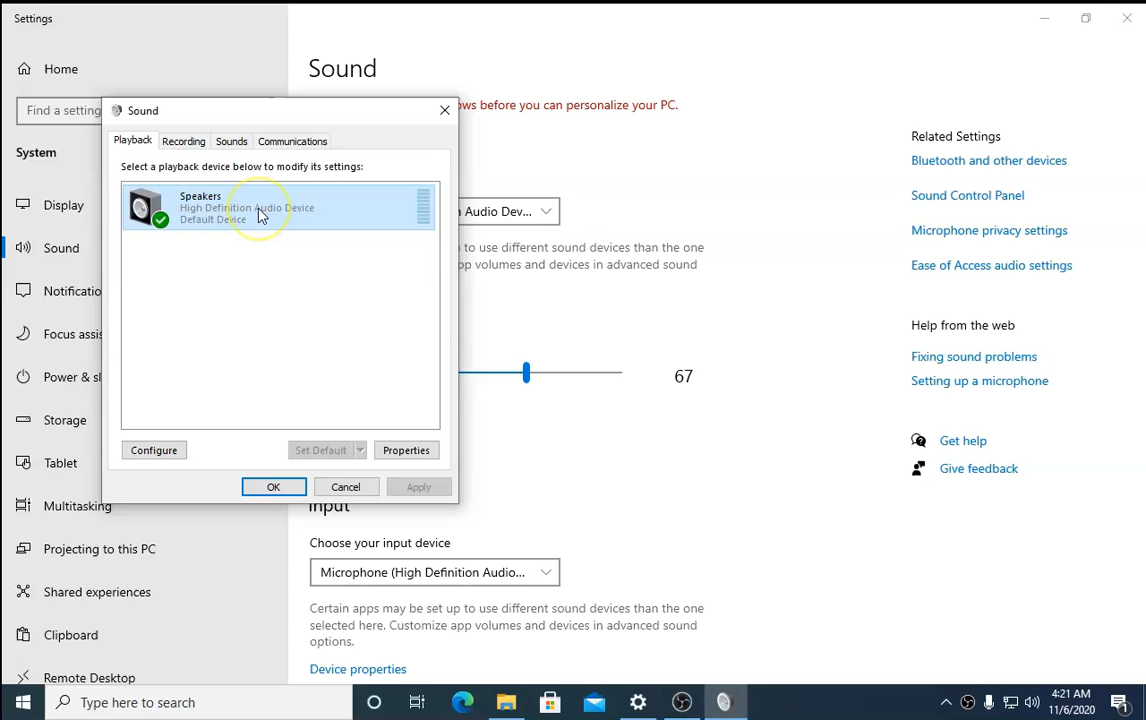 Settings
Home
Find a setting
System
Display
Sound
Notificatio
Focus assis
Power & sl
Storage
Tablet
Multitasking
Projecting to this PC
Shared experiences
Clipboard
Remote Desktop
Sound
ows before you can personalize your PC.
n Audio Dev...
up to use different sound devices than the one
pp volumes and devices in advanced sound
67
Input
Choose your input device
Microphone (High Definition Audio...
Certain apps may be set up to use different sound devices than the one
selected here. Customize app volumes and devices in advanced sound
options.
Device properties
Sound
Playback
Recording
Sounds
Communications
Select a playback device below to modify its settings:
Speakers
High Definition Audio Device
Default Device
Configure
Set Default
Properties
OK
Cancel
Apply
Related Settings
Bluetooth and other devices
Sound Control Panel
Microphone privacy settings
Ease of Access audio settings
Help from the web
Fixing sound problems
Setting up a microphone
Get help
Give feedback
Type here to search
4:21 AM
11/6/2020
1